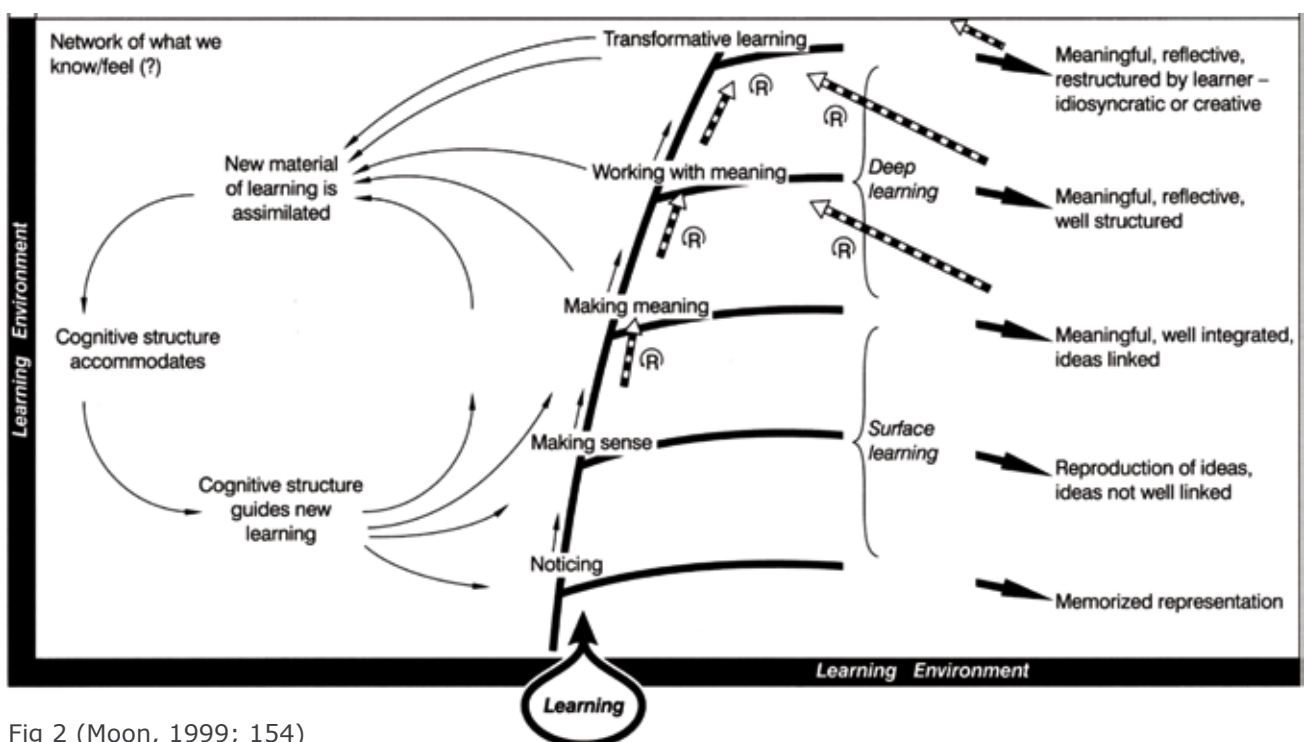 Network of what we
know/feel (?)
Transformative learning
Meaningful, reflective,
restructured by learner –
idiosyncratic or creative
R
R
New material
of learning is
assimilated
Working with meaning
Deep
learning
Meaningful, reflective,
well structured
R
R
Learning Environment
Making meaning
Cognitive structure
accommodates
Meaningful, well integrated,
ideas linked
R
Making sense
Surface
learning
Reproduction of ideas,
ideas not well linked
Cognitive structure
guides new
learning
Noticing
Memorized representation
Learning Environment
Learning
Fig 2 (Moon, 1999; 154)